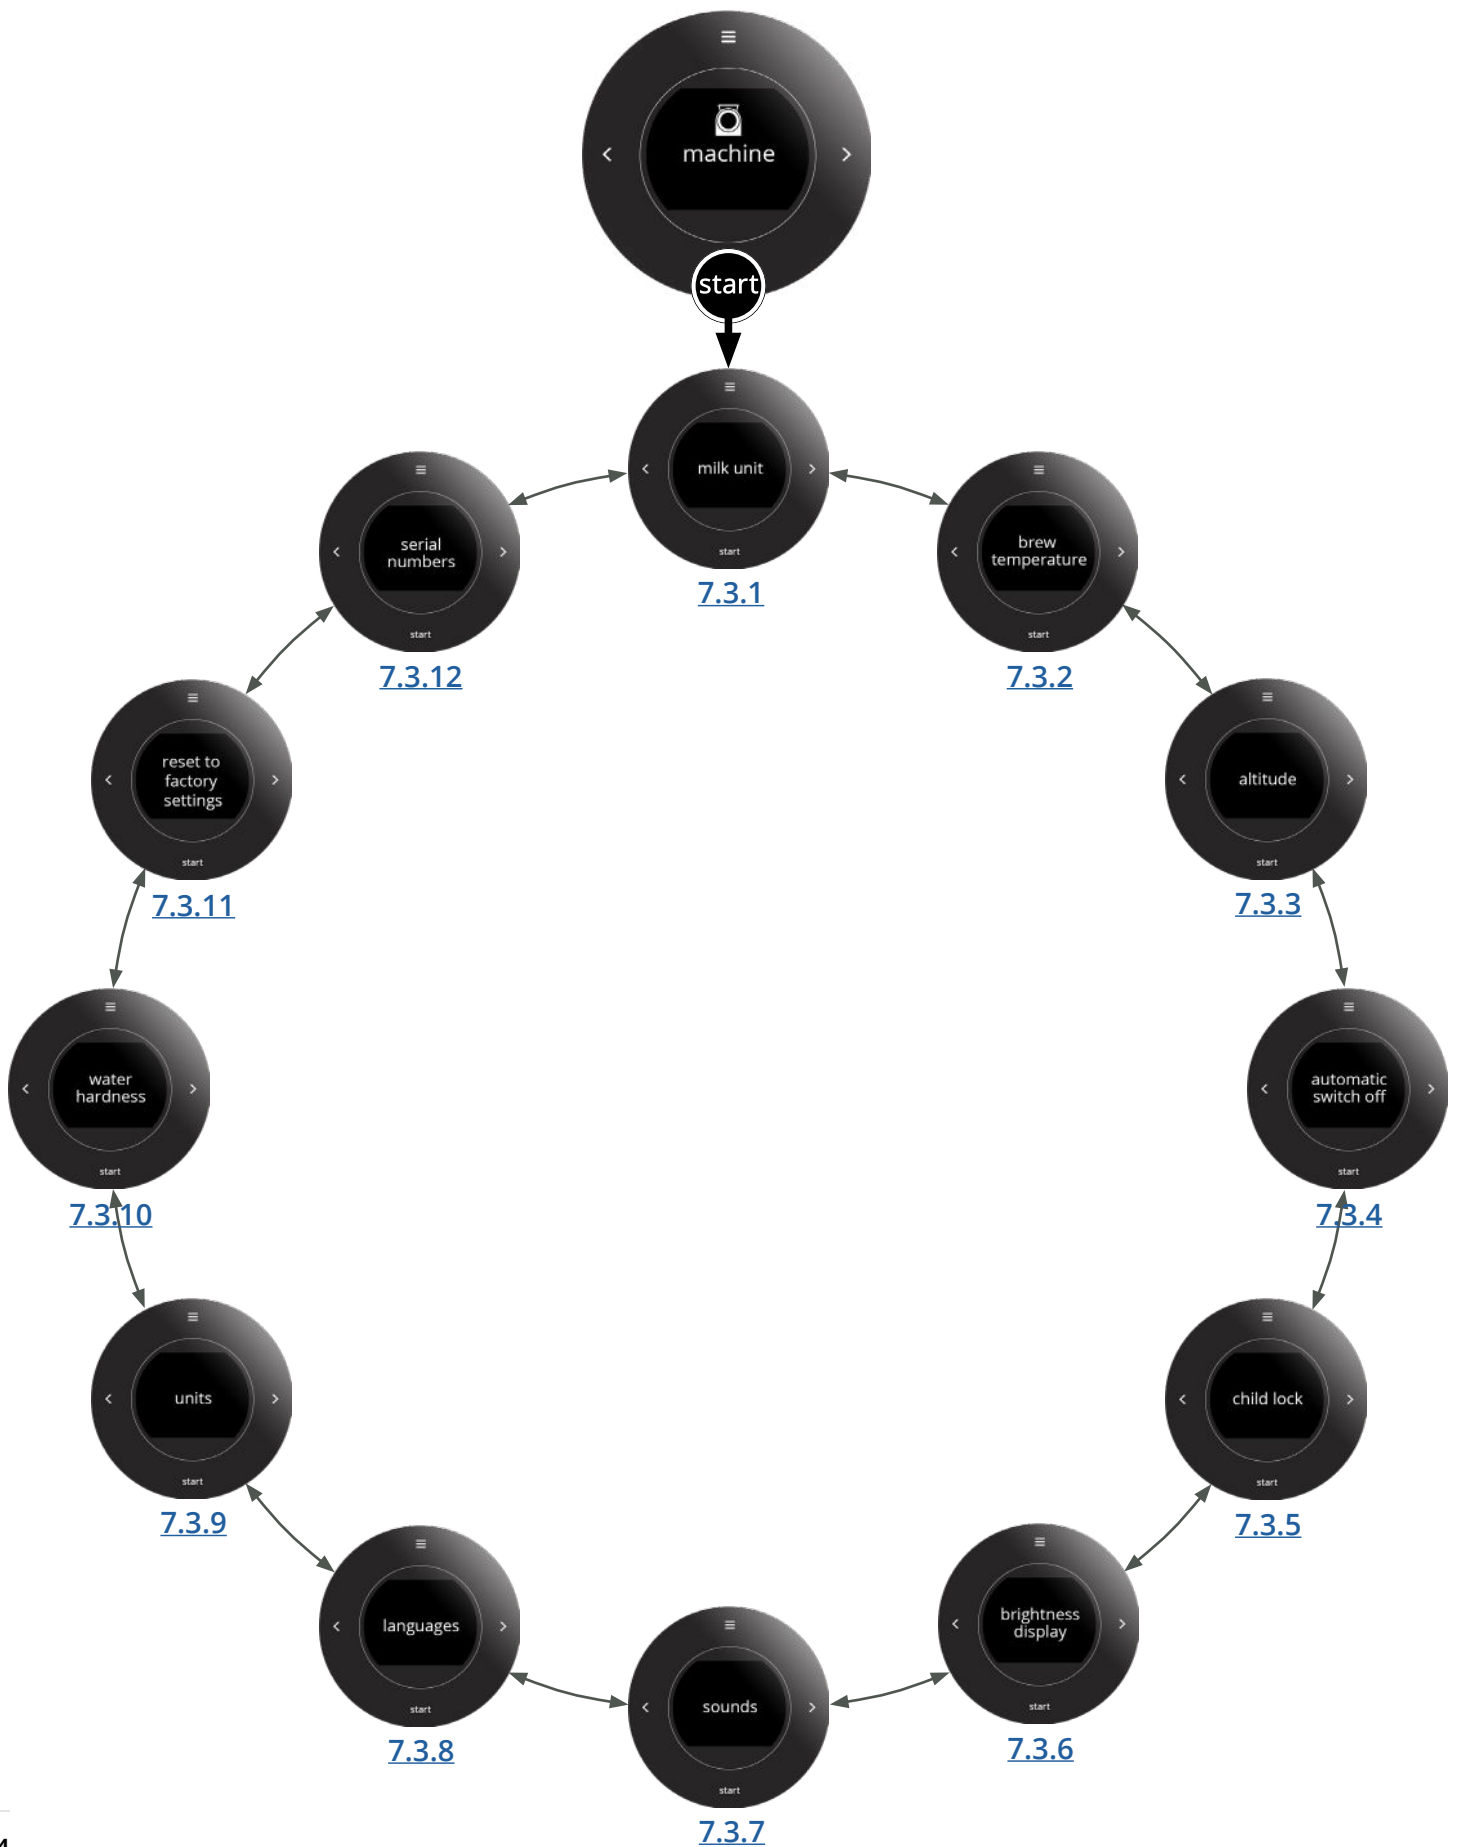 machine
start
milk unit
start
7.3.1
brew
temperature
start
7.3.2
altitude
start
7.3.3
automatic
switch off
start
7.3.4
child lock
start
7.3.5
brightness
display
start
7.3.6
sounds
start
7.3.7
languages
start
7.3.8
units
start
7.3.9
water
hardness
start
7.3.10
reset to
factory
settings
start
7.3.11
serial
numbers
start
7.3.12